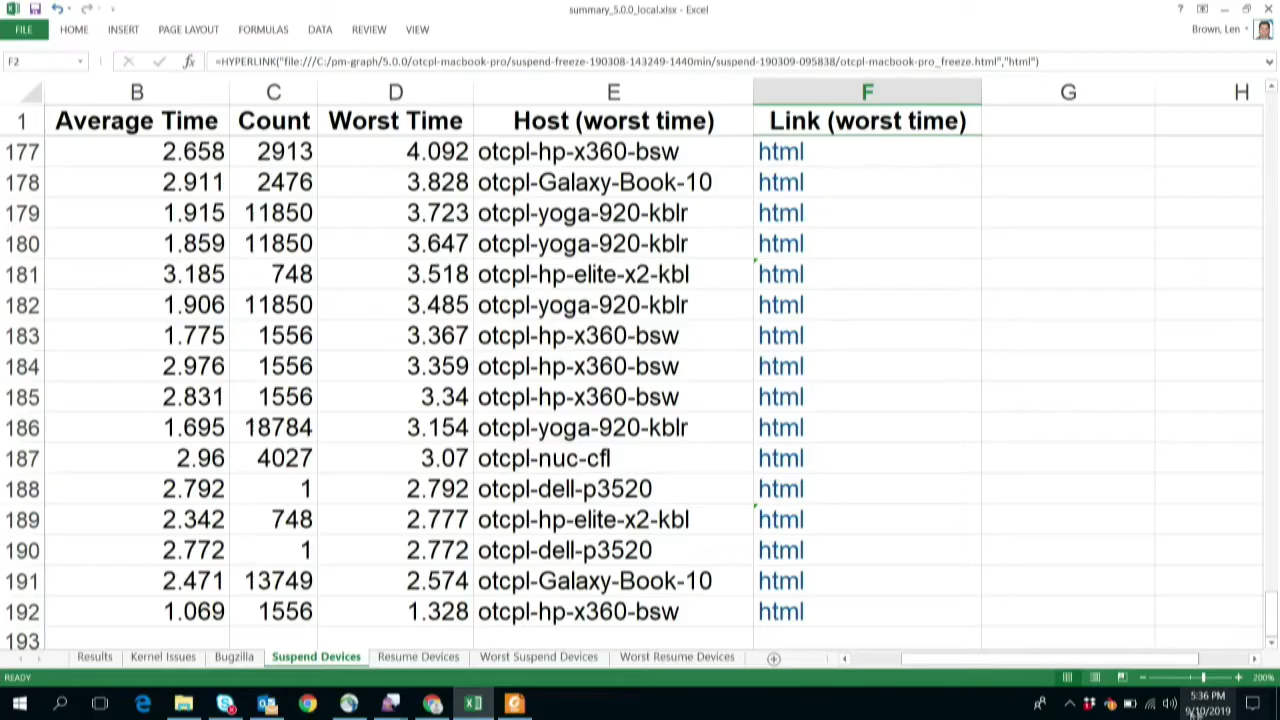 summary_5.0.0_local.xlsx - Excel
FILE HOME INSERT PAGE LAYOUT FORMULAS DATA REVIEW VIEW Brown, Len
F2 fx =HYPERLINK("file:///C:/pm-graph/5.0.0/otcpl-macbook-pro/suspend-freeze-190308-143249-1440min/suspend-190309-095838/otcpl-macbook-pro_freeze.html","html")
B C D E F G H
1 Average Time Count Worst Time Host (worst time) Link (worst time)
177 2.658 2913 4.092 otcpl-hp-x360-bsw html
178 2.911 2476 3.828 otcpl-Galaxy-Book-10 html
179 1.915 11850 3.723 otcpl-yoga-920-kblr html
180 1.859 11850 3.647 otcpl-yoga-920-kblr html
181 3.185 748 3.518 otcpl-hp-elite-x2-kbl html
182 1.906 11850 3.485 otcpl-yoga-920-kblr html
183 1.775 1556 3.367 otcpl-hp-x360-bsw html
184 2.976 1556 3.359 otcpl-hp-x360-bsw html
185 2.831 1556 3.34 otcpl-hp-x360-bsw html
186 1.695 18784 3.154 otcpl-yoga-920-kblr html
187 2.96 4027 3.07 otcpl-nuc-cfl html
188 2.792 1 2.792 otcpl-dell-p3520 html
189 2.342 748 2.777 otcpl-hp-elite-x2-kbl html
190 2.772 1 2.772 otcpl-dell-p3520 html
191 2.471 13749 2.574 otcpl-Galaxy-Book-10 html
192 1.069 1556 1.328 otcpl-hp-x360-bsw html
193
Results Kernel Issues Bugzilla Suspend Devices Resume Devices Worst Suspend Devices Worst Resume Devices
READY 200%
5:36 PM
9/10/2019